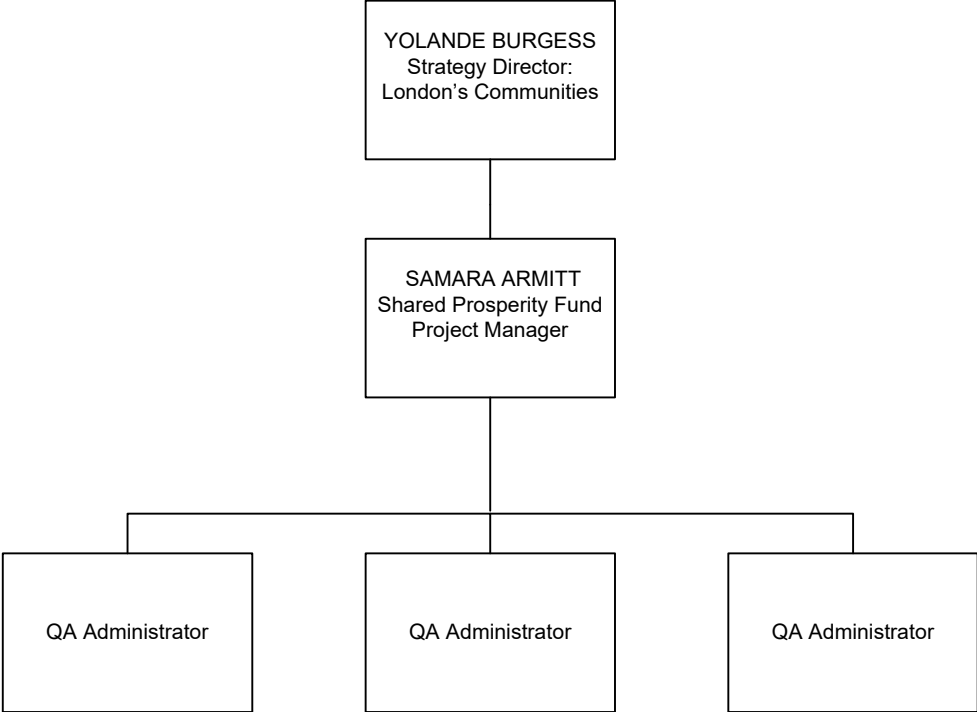 YOLANDE BURGESS
Strategy Director:
London’s Communities
SAMARA ARMITT
Shared Prosperity Fund
Project Manager
QA Administrator
QA Administrator
QA Administrator